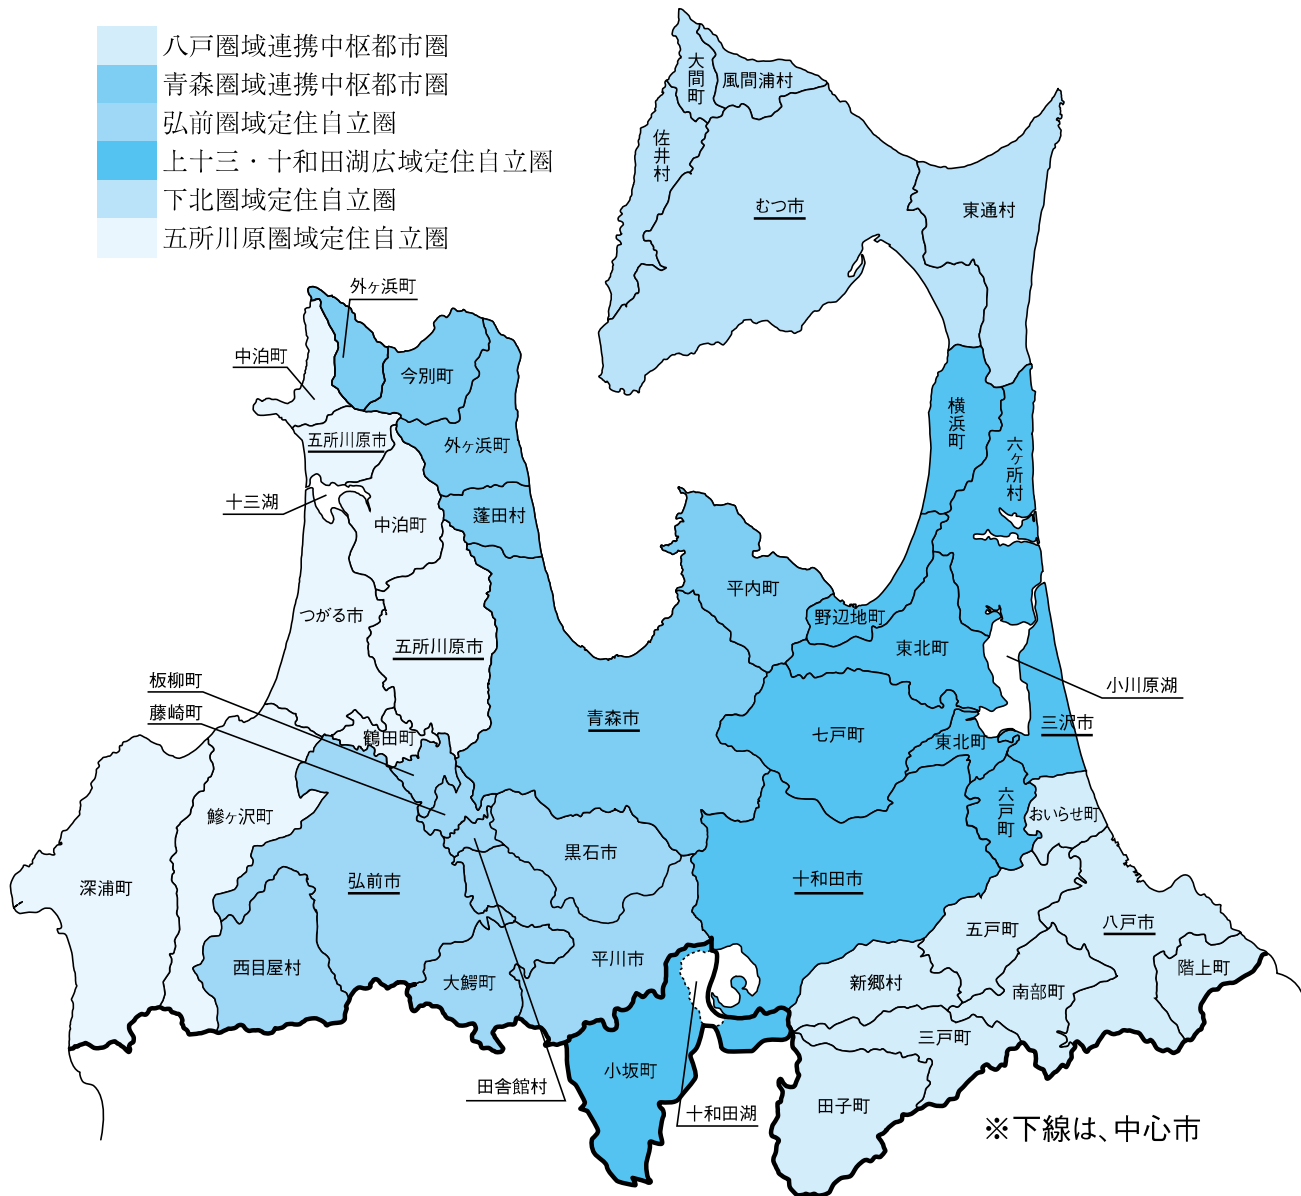 八戸圏域連携中枢都市圏
青森圏域連携中枢都市圏
弘前圏域定住自立圏
上十三・十和田湖広域定住自立圏
下北圏域定住自立圏
五所川原圏域定住自立圏
大間町
風間浦村
佐井村
むつ市
東通村
外ヶ浜町
中泊町
今別町
横浜町
五所川原市
外ヶ浜町
六ヶ所村
十三湖
中泊町
蓬田村
平内町
つがる市
野辺地町
五所川原市
東北町
板柳町
小川原湖
藤崎町
青森市
三沢市
鶴田町
七戸町
東北町
六戸町
鰺ヶ沢町
おいらせ町
黒石市
深浦町
弘前市
十和田市
五戸町
八戸市
西目屋村
平川市
階上町
大鰐町
新郷村
南部町
三戸町
小坂町
田舎館村
十和田湖
田子町
※下線は、中心市